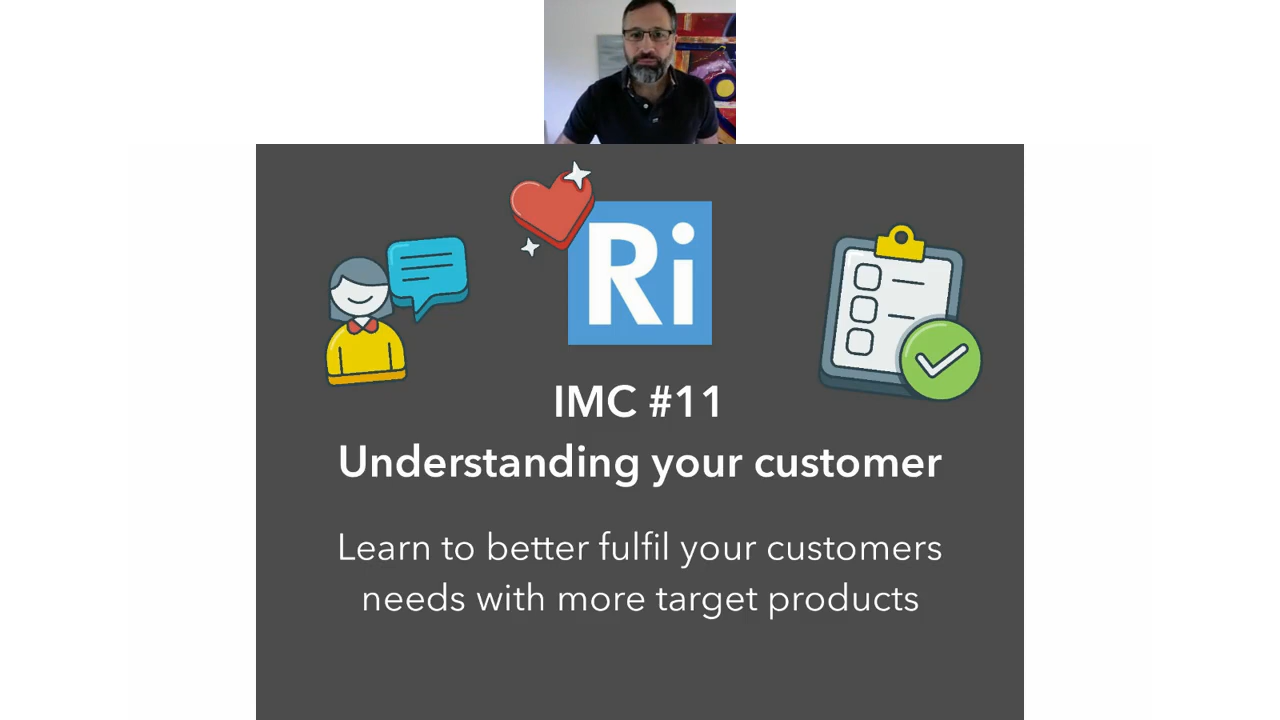 Ri
IMC #11
Understanding your customer
Learn to better fulfil your customers
needs with more target products